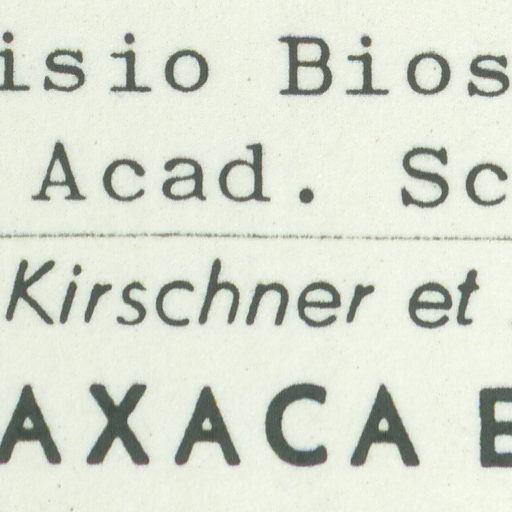 isio Bios
Acad. Sc
Kirschner et
AXACA E